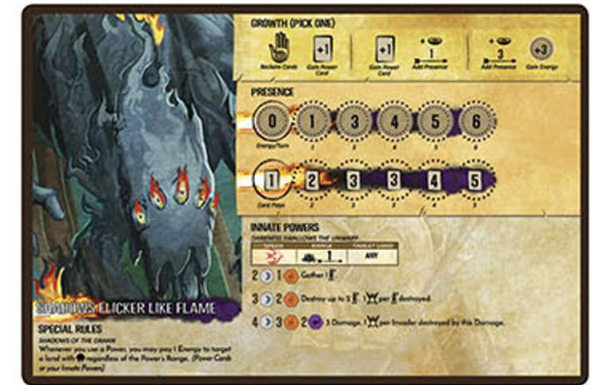 GROWTH (PICK ONE)
+1 +1 + 1 + 3 +3
Reclaim Cards Gain Power Card Gain Power Card Add Presence Add Presence Gain Energy
PRESENCE
0 1 3 4 5 6
Energy/Turn
1 2 3 3 4 5
Card Plays
INNATE POWERS
DARKNESS SWALLOWS THE UNWARY
SPEED RANGE TARGET LAND
1 ANY
2 1 Gather 1
3 2 Destroy up to 2 . 1 per destroyed.
4 3 2 3 Damage. 1 per Invader destroyed by this Damage.
SHADOWS FLICKER LIKE FLAME
SPECIAL RULES
SHADOWS OF THE DAHAN
Whenever you use a Power, you may pay 1 Energy to target
a land with regardless of the Power's Range. (Power Cards
or your Innate Powers)